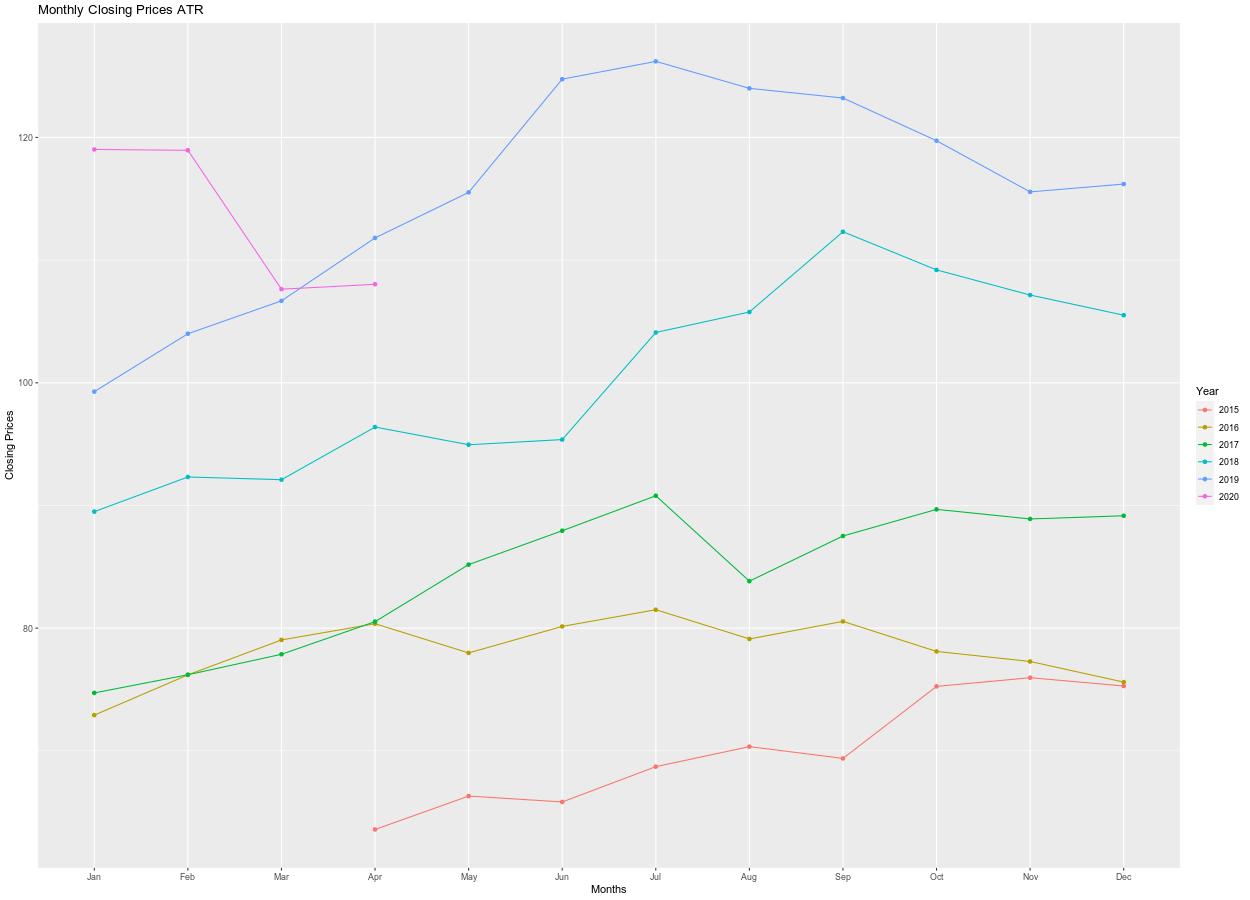 Monthly Closing Prices ATR
120
100
80
Closing Prices
Jan Feb Mar Apr May Jun Jul Aug Sep Oct Nov Dec
Months
Year
2015
2016
2017
2018
2019
2020